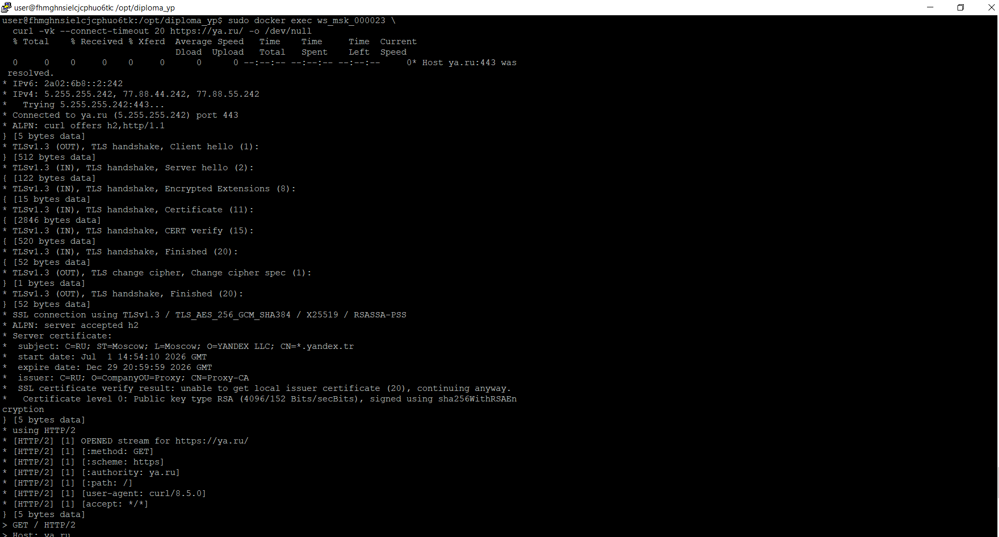 user@fhmghnsielcjcphuo6tk: /opt/diploma_yp
user@fhmghnsielcjcphuo6tk:/opt/diploma_yp$ sudo docker exec ws_msk_000023 \
  curl -vk --connect-timeout 20 https://ya.ru/ -o /dev/null
  % Total    % Received % Xferd  Average Speed   Time    Time     Time  Current
                                 Dload  Upload   Total   Spent    Left  Speed
  0     0    0     0    0     0      0      0 --:--:-- --:--:-- --:--:--     0* Host ya.ru:443 was
 resolved.
* IPv6: 2a02:6b8::2:242
* IPv4: 5.255.255.242, 77.88.44.242, 77.88.55.242
*   Trying 5.255.255.242:443...
* Connected to ya.ru (5.255.255.242) port 443
* ALPN: curl offers h2,http/1.1
} [5 bytes data]
* TLSv1.3 (OUT), TLS handshake, Client hello (1):
} [512 bytes data]
* TLSv1.3 (IN), TLS handshake, Server hello (2):
{ [122 bytes data]
* TLSv1.3 (IN), TLS handshake, Encrypted Extensions (8):
{ [15 bytes data]
* TLSv1.3 (IN), TLS handshake, Certificate (11):
{ [2846 bytes data]
* TLSv1.3 (IN), TLS handshake, CERT verify (15):
{ [520 bytes data]
* TLSv1.3 (IN), TLS handshake, Finished (20):
{ [52 bytes data]
* TLSv1.3 (OUT), TLS change cipher, Change cipher spec (1):
} [1 bytes data]
* TLSv1.3 (OUT), TLS handshake, Finished (20):
} [52 bytes data]
* SSL connection using TLSv1.3 / TLS_AES_256_GCM_SHA384 / X25519 / RSASSA-PSS
* ALPN: server accepted h2
* Server certificate:
*  subject: C=RU; ST=Moscow; L=Moscow; O=YANDEX LLC; CN=*.yandex.tr
*  start date: Jul  1 14:54:10 2026 GMT
*  expire date: Dec 29 20:59:59 2026 GMT
*  issuer: C=RU; O=CompanyOU=Proxy; CN=Proxy-CA
*  SSL certificate verify result: unable to get local issuer certificate (20), continuing anyway.
*   Certificate level 0: Public key type RSA (4096/152 Bits/secBits), signed using sha256WithRSAEn
cryption
} [5 bytes data]
* using HTTP/2
* [HTTP/2] [1] OPENED stream for https://ya.ru/
* [HTTP/2] [1] [:method: GET]
* [HTTP/2] [1] [:scheme: https]
* [HTTP/2] [1] [:authority: ya.ru]
* [HTTP/2] [1] [:path: /]
* [HTTP/2] [1] [user-agent: curl/8.5.0]
* [HTTP/2] [1] [accept: */*]
} [5 bytes data]
> GET / HTTP/2
> Host: ya.ru